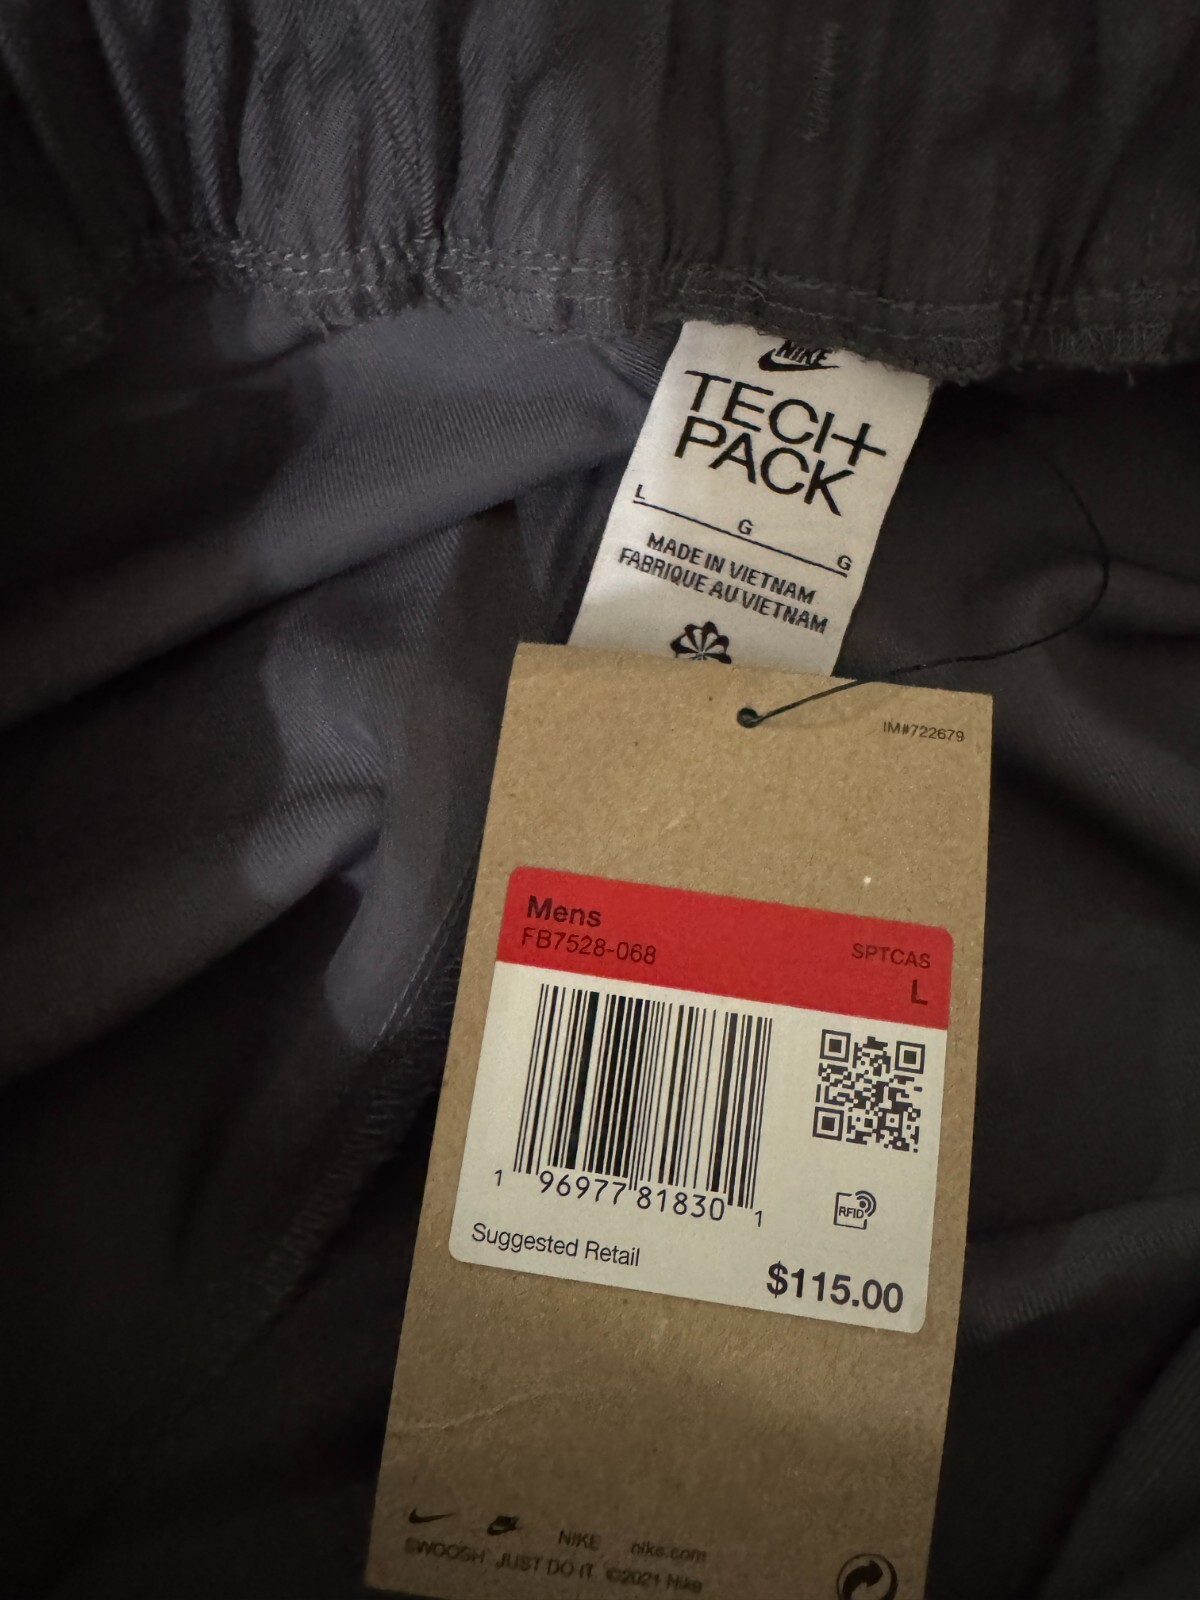 NIKE
TECH
PACK
L
G
G
MADE IN VIETNAM
FABRIQUE AU VIETNAM
IM#722679
Mens
FB7528-068
SPTCAS
L
1 96977 81830 1
RFID
Suggested Retail
$115.00
NIKE nike.com
SWOOSH JUST DO IT ©2021 Nike